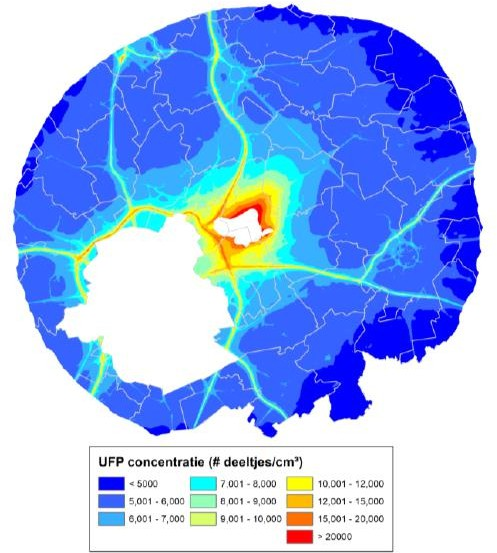 UFP concentratie (# deeltjes/cm³)
< 5000
5,001 - 6,000
6,001 - 7,000
7.001 - 8,000
8,001 - 9,000
9,001 - 10,000
10,001 - 12,000
12,001 - 15,000
15,001 - 20,000
> 20000